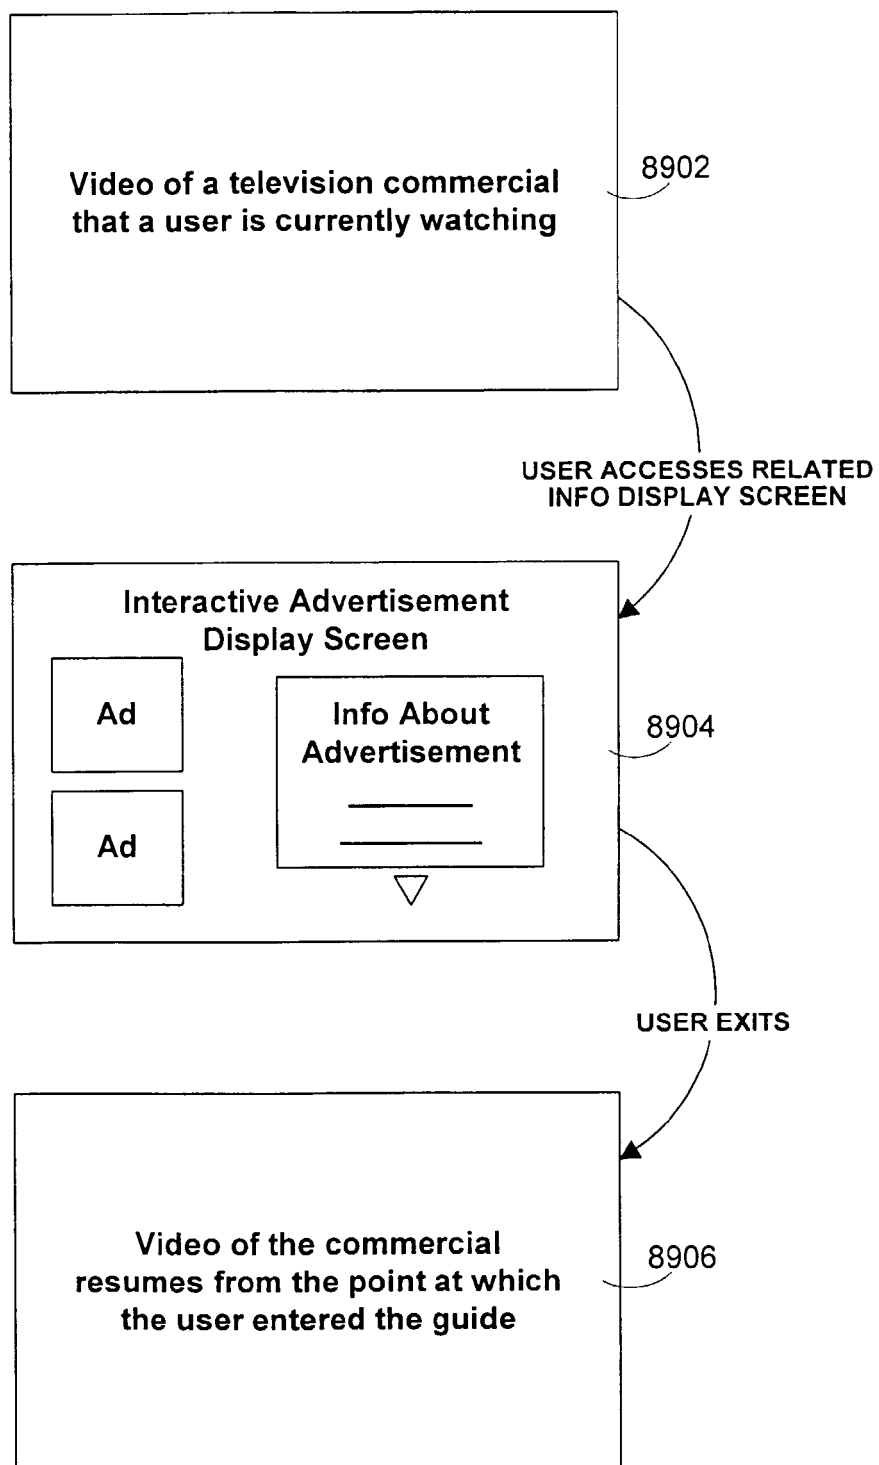 Video of a television commercial
that a user is currently watching
8902
USER ACCESSES RELATED
INFO DISPLAY SCREEN
Interactive Advertisement
Display Screen
Ad
Info About
Advertisement
8904
Ad
USER EXITS
Video of the commercial
resumes from the point at which
the user entered the guide
8906